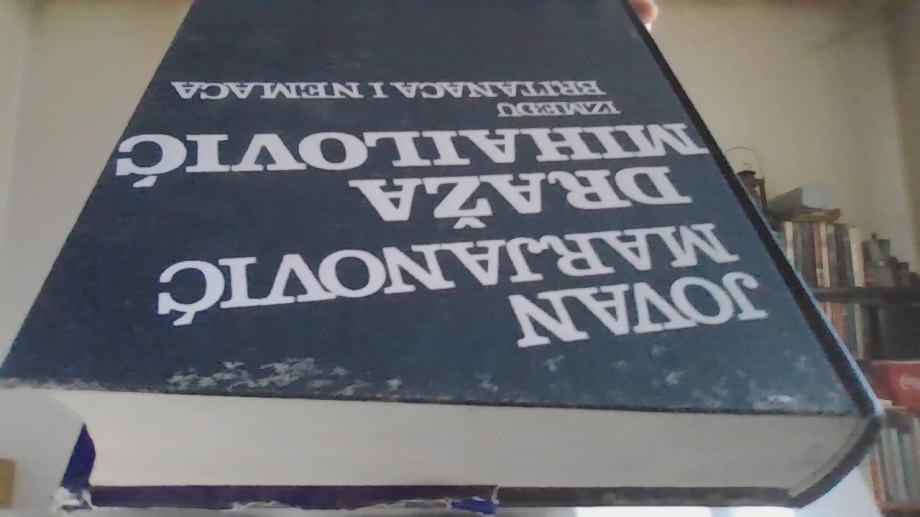 JOVAN
MARJANOVIĆ
DRAŽA
MIHAILOVIĆ
IZMEĐU
BRITANACA I NEMACA